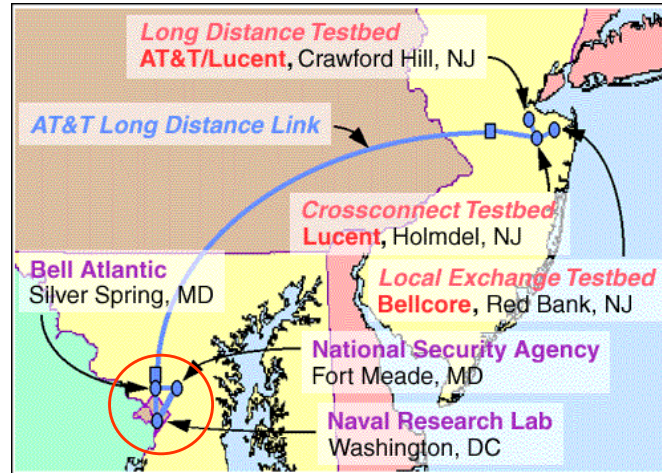 Long Distance Testbed
AT&T/Lucent, Crawford Hill, NJ
AT&T Long Distance Link
Crossconnect Testbed
Lucent, Holmdel, NJ
Bell Atlantic
Silver Spring, MD
Local Exchange Testbed
Bellcore, Red Bank, NJ
National Security Agency
Fort Meade, MD
Naval Research Lab
Washington, DC